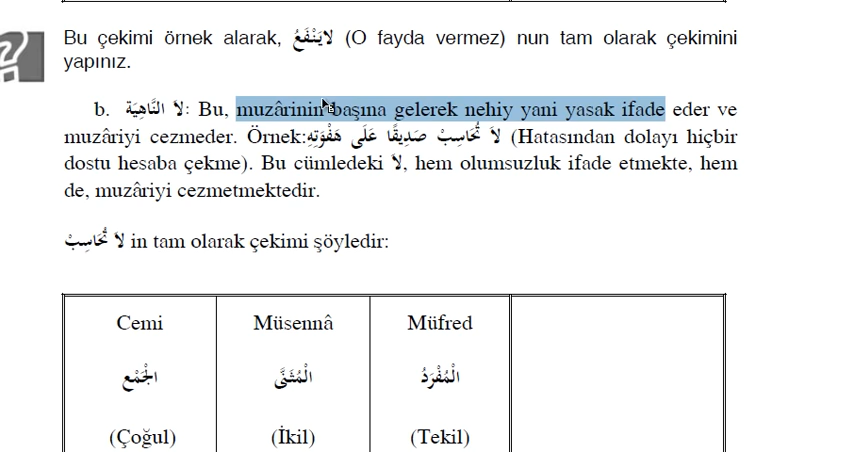 Bu çekimi örnek alarak, لاَيَنْفَعُ (O fayda vermez) nun tam olarak çekimini
yapınız.
b. لاَ النَّاهِيَة: Bu, muzârinin başına gelerek nehiy yani yasak ifade eder ve
muzâriyi cezmeder. Örnek:لاَ تُحَاسِبْ صَدِيقًا عَلَى هَفْوَتِهِ (Hatasından dolayı hiçbir
dostu hesaba çekme). Bu cümledeki لاَ, hem olumsuzluk ifade etmekte, hem
de, muzâriyi cezmetmektedir.
لاَ تُحَاسِبْ in tam olarak çekimi şöyledir:
Cemi Müsennâ Müfred
الْجَمْع الْمُثَنَّى الْمُفْرَدُ
(Çoğul) (İkil) (Tekil)